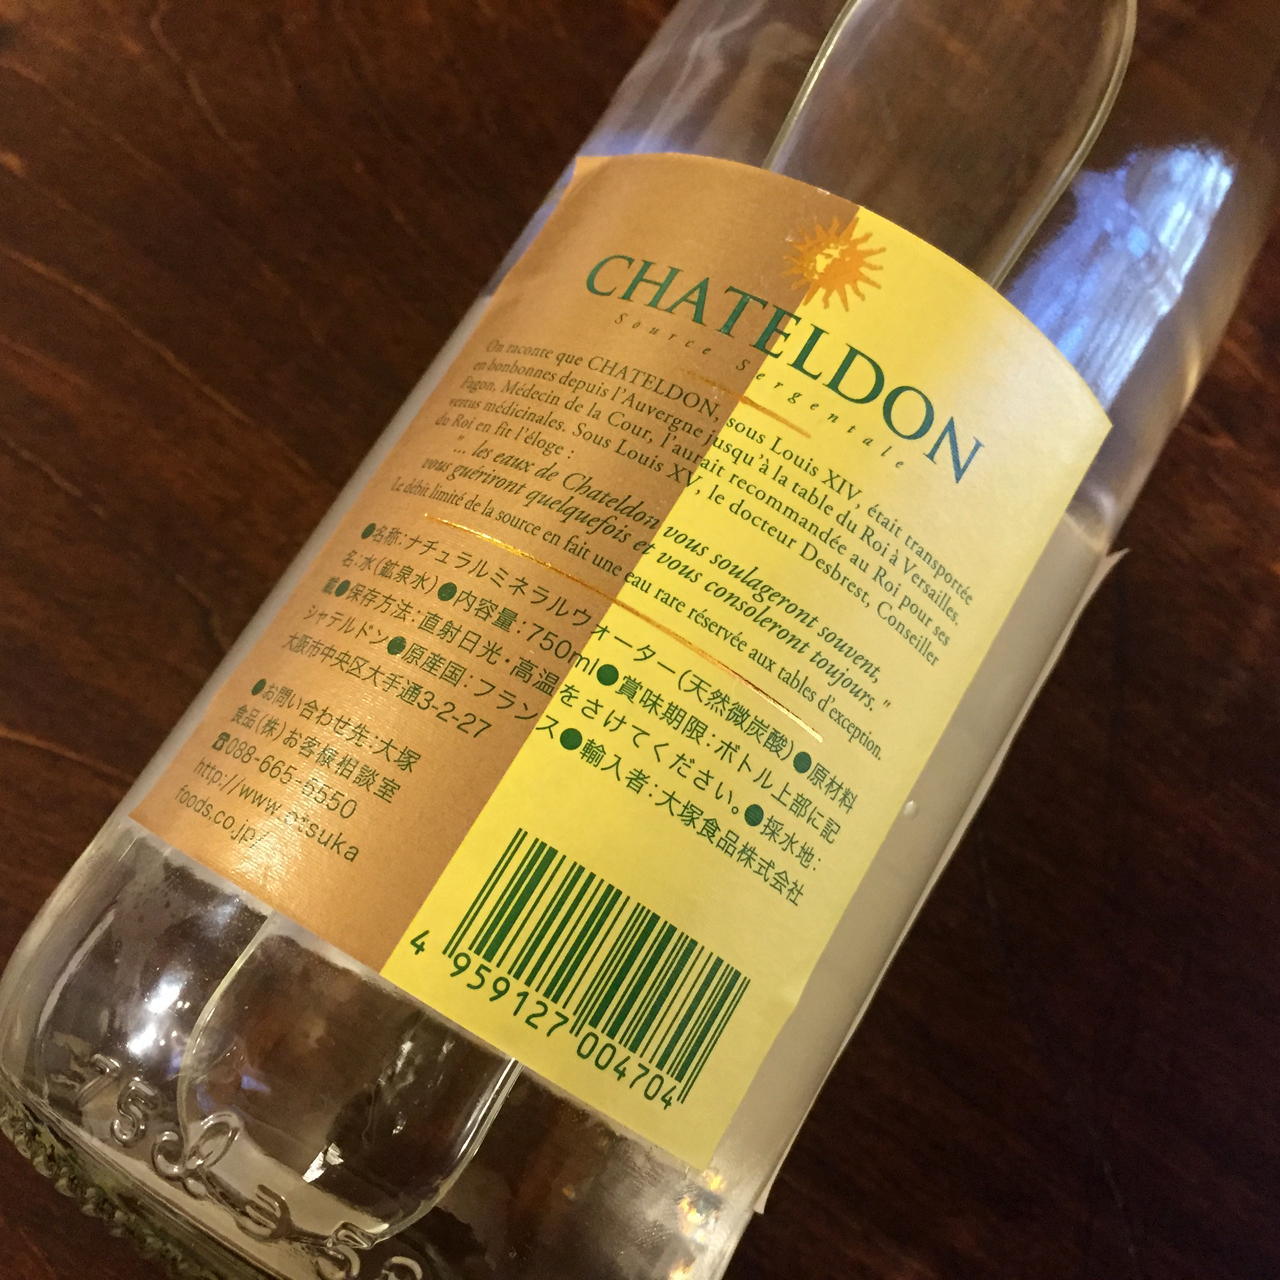 CHATELDON
Source Sergentale
On raconte que CHATELDON, sous Louis XIV, était transportée
en bonbonnes depuis l'Auvergne jusqu'à la table du Roi à Versailles.
Fagon, Médecin de la Cour, l'aurait recommandée au Roi pour ses
vertus médicinales. Sous Louis XV, le docteur Desbrest, Conseiller
du Roi en fit l'éloge :
"... les eaux de Chateldon vous soulageront souvent,
vous guériront quelquefois et vous consoleront toujours."
Le débit limité de la source en fait une eau rare réservée aux tables d'exception.
●名称:ナチュラルミネラルウォーター(天然微炭酸)●原材料
名:水(鉱泉水)●内容量:750ml●賞味期限:ボトル上部に記
載●保存方法:直射日光・高温をさけてください。●採水地:
シャテルドン●原産国:フランス●輸入者:大塚食品株式会社
大阪市中央区大手通3-2-27
●お問い合わせ先:大塚
食品(株)お客様相談室
☎088-665-6550
http://www.otsuka
foods.co.jp/
4 959127 004704
75